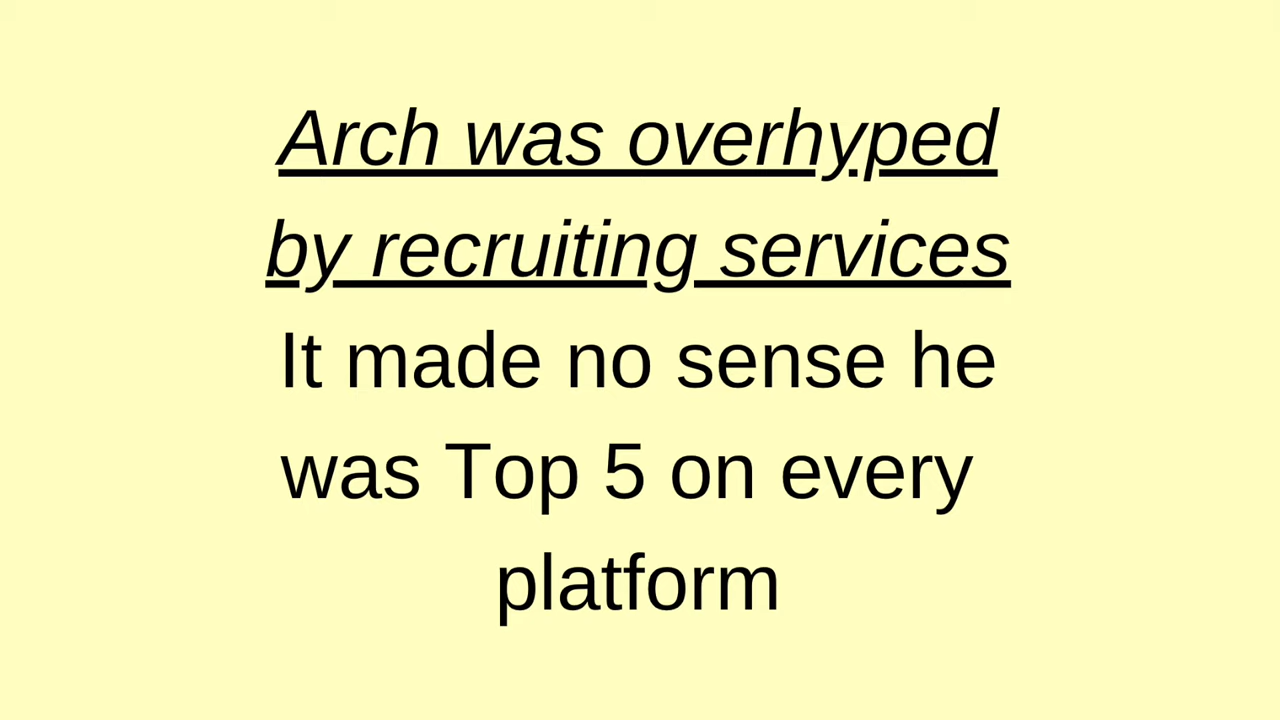 Arch was overhyped
by recruiting services
It made no sense he
was Top 5 on every
platform